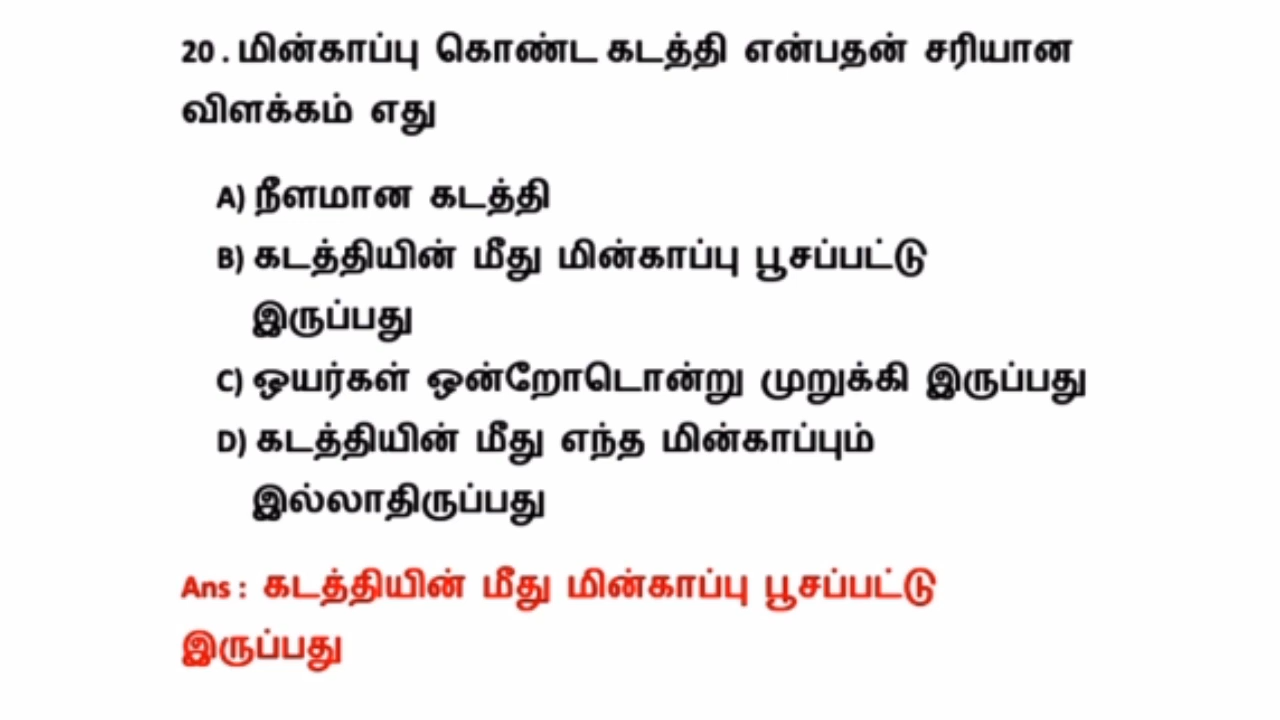 20 . மின்காப்பு கொண்ட கடத்தி என்பதன் சரியான
விளக்கம் எது
A) நீளமான கடத்தி
B) கடத்தியின் மீது மின்காப்பு பூசப்பட்டு
இருப்பது
C) ஒயர்கள் ஒன்றோடொன்று முறுக்கி இருப்பது
D) கடத்தியின் மீது எந்த மின்காப்பும்
இல்லாதிருப்பது
Ans : கடத்தியின் மீது மின்காப்பு பூசப்பட்டு
இருப்பது